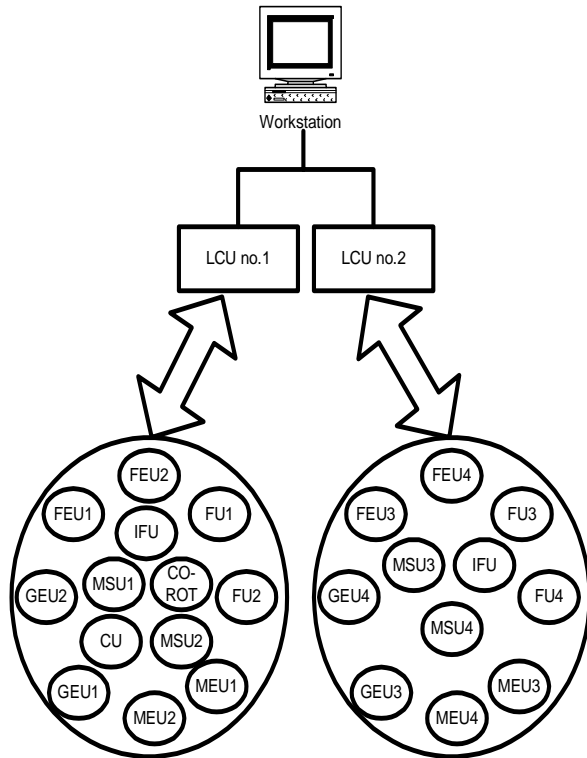 Workstation
LCU no.1
LCU no.2
FEU2
FEU1
FU1
IFU
MSU1
CO-
ROT
GEU2
FU2
CU
MSU2
GEU1
MEU1
MEU2
FEU4
FEU3
FU3
MSU3
IFU
GEU4
FU4
MSU4
GEU3
MEU3
MEU4